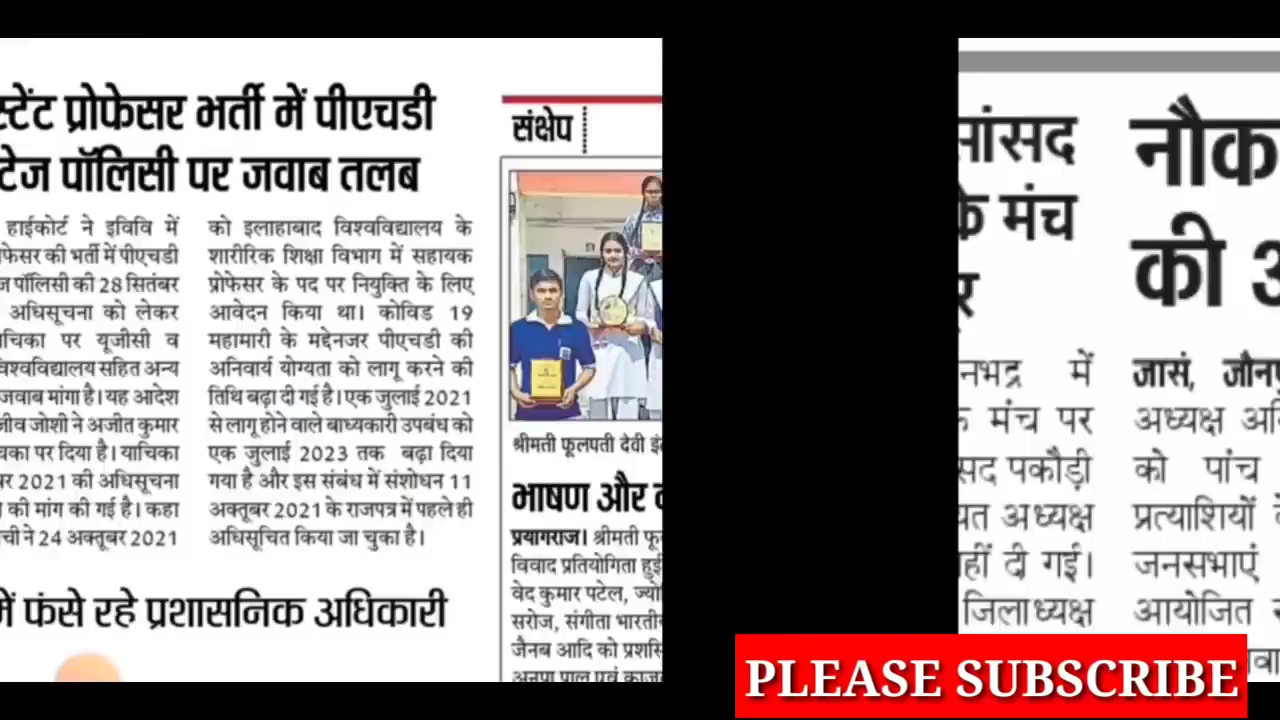 स्टेंट प्रोफेसर भर्ती में पीएचडी
टेज पॉलिसी पर जवाब तलब
हाईकोर्ट ने इविवि में
फेसर की भर्ती में पीएचडी
ज पॉलिसी की 28 सितंबर
अधिसूचना को लेकर
चिका पर यूजीसी व
विश्वविद्यालय सहित अन्य
जवाब मांगा है। यह आदेश
जीव जोशी ने अजीत कुमार
चका पर दिया है। याचिका
बर 2021 की अधिसूचना
की मांग की गई है। कहा
ची ने 24 अक्तूबर 2021
को इलाहाबाद विश्वविद्यालय के
शारीरिक शिक्षा विभाग में सहायक
प्रोफेसर के पद पर नियुक्ति के लिए
आवेदन किया था। कोविड 19
महामारी के मद्देनजर पीएचडी की
अनिवार्य योग्यता को लागू करने की
तिथि बढ़ा दी गई है। एक जुलाई 2021
से लागू होने वाले बाध्यकारी उपबंध को
एक जुलाई 2023 तक बढ़ा दिया
गया है और इस संबंध में संशोधन 11
अक्तूबर 2021 के राजपत्र में पहले ही
अधिसूचित किया जा चुका है।
में फंसे रहे प्रशासनिक अधिकारी
संक्षेप
श्रीमती फूलपती देवी इं
भाषण और
प्रयागराज। श्रीमती फू
विवाद प्रतियोगिता हुई
वेद कुमार पटेल, ज्यो
सरोज, संगीता भारती
जैनब आदि को प्रशस्
अनुपा पाल एवं काज
सांसद
के मंच
र
नभद्र में
के मंच पर
सद पकौड़ी
यत अध्यक्ष
हीं दी गई।
जिलाध्यक्ष
नौक
की अ
जासं, जौनप
अध्यक्ष अि
को पांच
प्रत्याशियों
जनसभाएं
आयोजित
PLEASE SUBSCRIBE